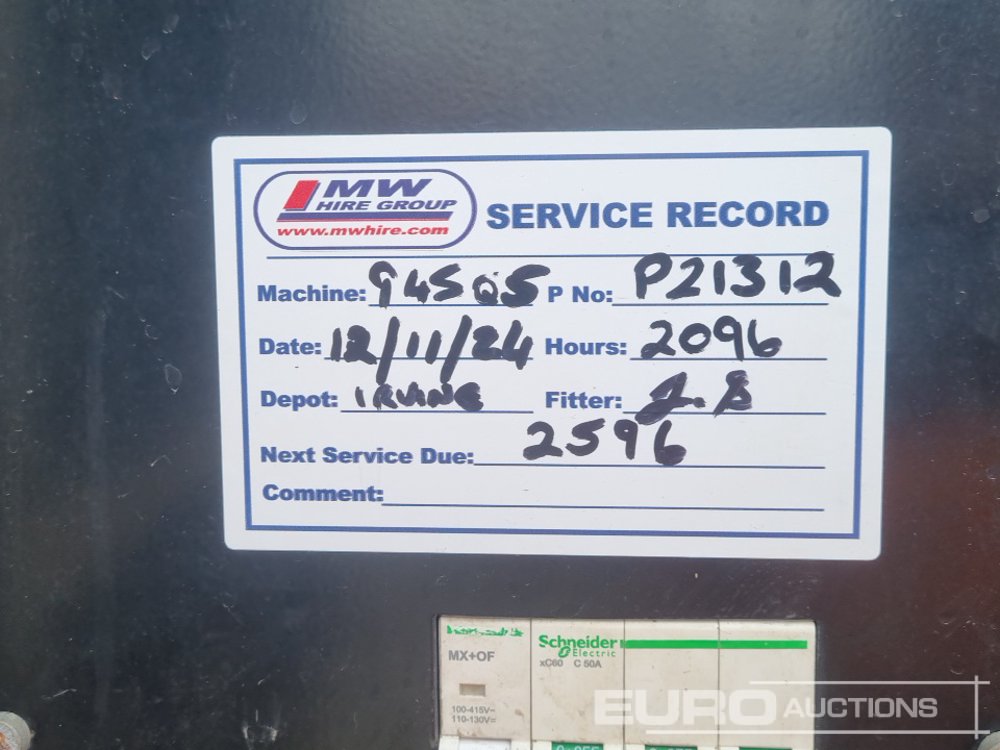 MW
HIRE GROUP
www.mwhire.com
SERVICE RECORD
Machine: G45QS P No: P21312
Date: 12/11/24 Hours: 2096
Depot: IRVINE Fitter: J.B
Next Service Due: 2596
Comment:
Schneider
Electric
MX+OF
xC60 C 50A
100-415V~
110-130V=
EURO AUCTIONS